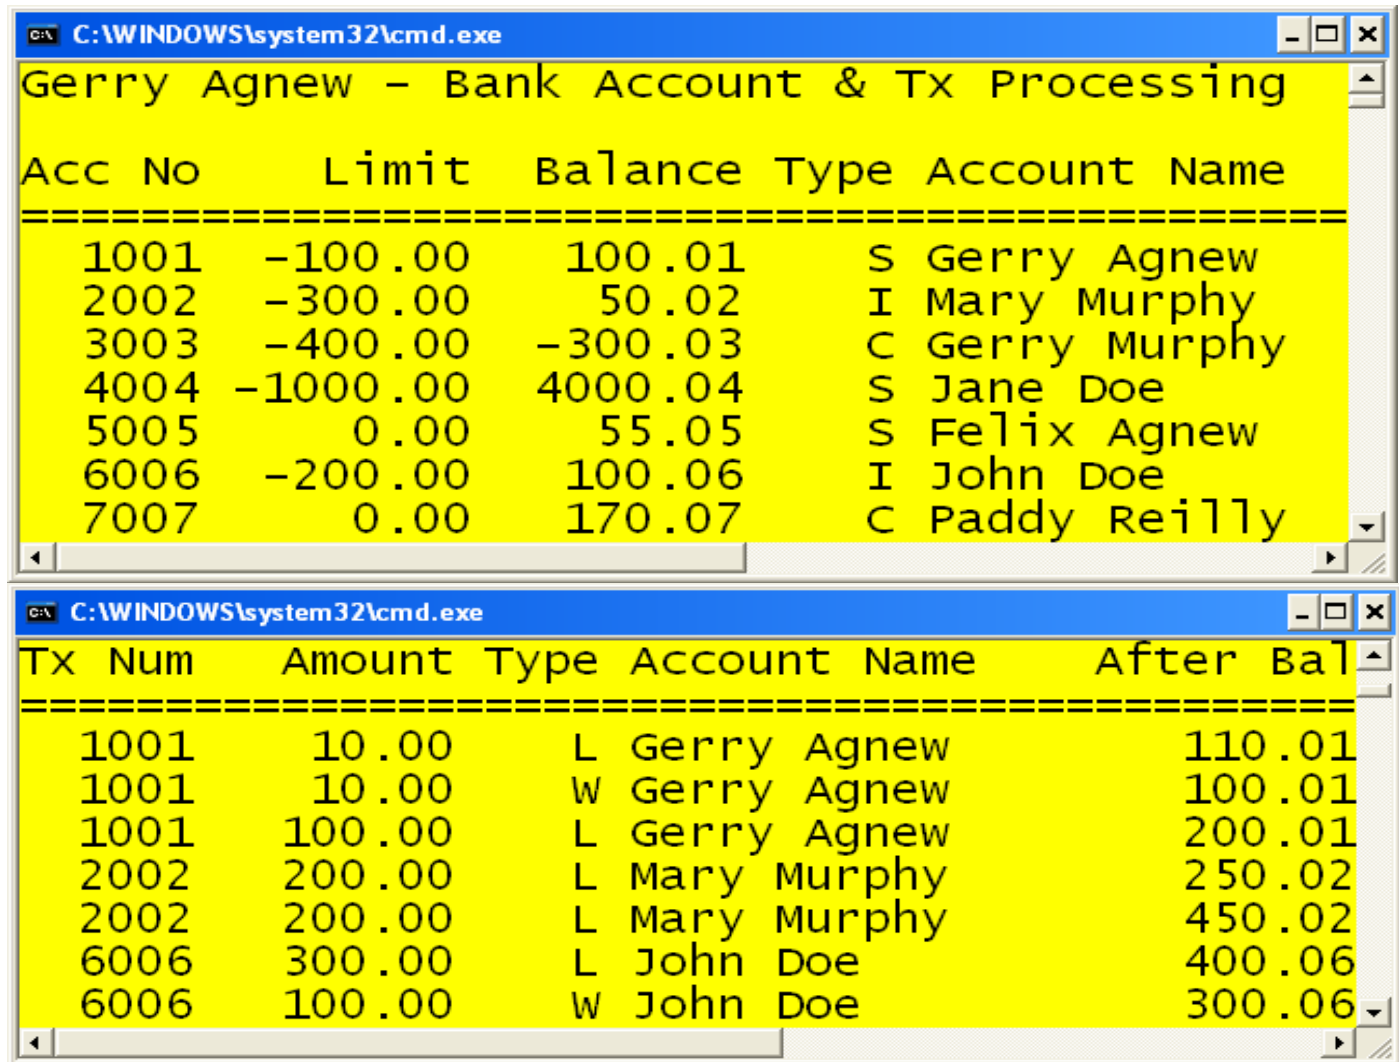 C:\WINDOWS\system32\cmd.exe
Gerry Agnew - Bank Account & Tx Processing
Acc No Limit Balance Type Account Name
==============================================
1001 -100.00 100.01 S Gerry Agnew
2002 -300.00 50.02 I Mary Murphy
3003 -400.00 -300.03 C Gerry Murphy
4004 -1000.00 4000.04 S Jane Doe
5005 0.00 55.05 S Felix Agnew
6006 -200.00 100.06 I John Doe
7007 0.00 170.07 C Paddy Reilly
C:\WINDOWS\system32\cmd.exe
Tx Num Amount Type Account Name After Bal
==============================================
1001 10.00 L Gerry Agnew 110.01
1001 10.00 W Gerry Agnew 100.01
1001 100.00 L Gerry Agnew 200.01
2002 200.00 L Mary Murphy 250.02
2002 200.00 L Mary Murphy 450.02
6006 300.00 L John Doe 400.06
6006 100.00 W John Doe 300.06